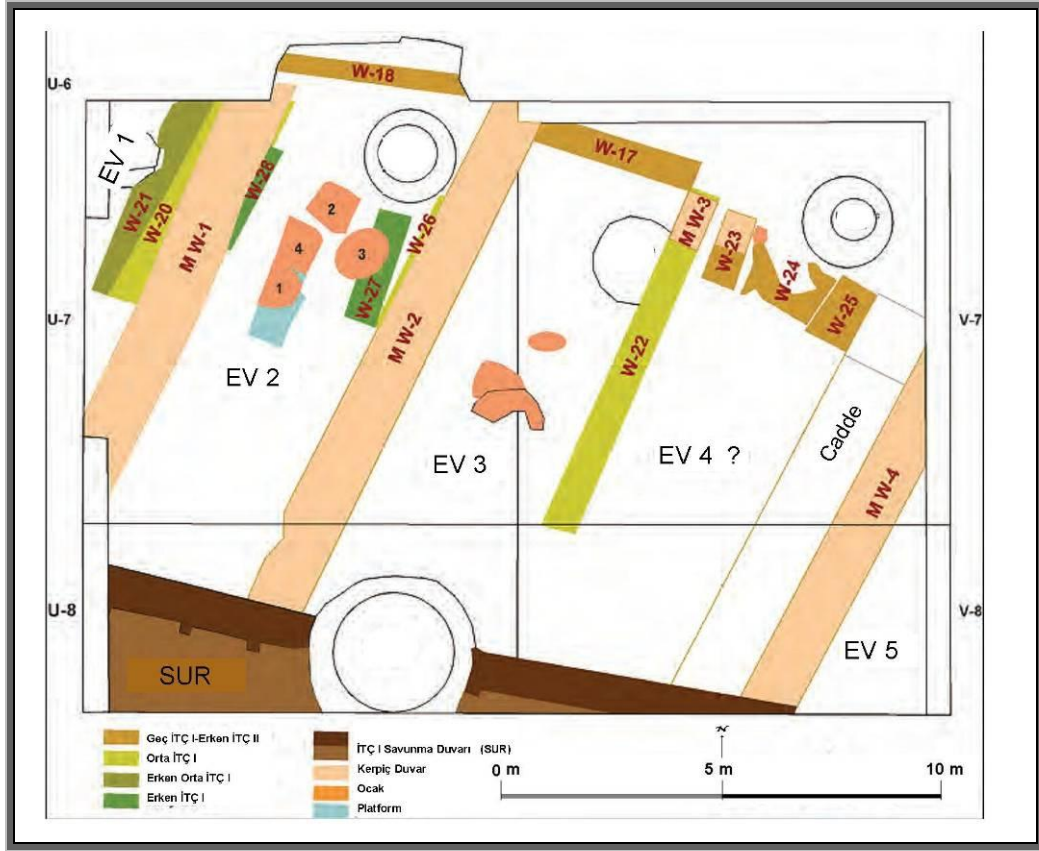 U-6
W-18
EV 1
W-21
W-20
M W-1
W-28
2
4
3
1
W-26
W-27
M W-2
W-17
M W-3
W-23
W-24
W-25
W-22
U-7
V-7
EV 2
EV 3
EV 4 ?
Cadde
M W-4
U-8
V-8
EV 5
SUR
Geç İTÇ I-Erken İTÇ II
Orta İTÇ I
Erken Orta İTÇ I
Erken İTÇ I
İTÇ I Savunma Duvarı (SUR)
Kerpiç Duvar
Ocak
Platform
N
0 m 5 m 10 m